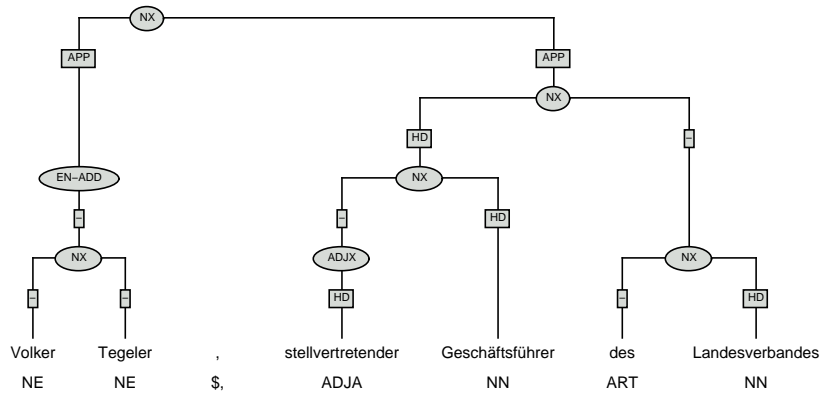 NX
APP APP
NX
HD –
EN–ADD NX
– – HD
NX ADJX NX
– – HD – HD
Volker Tegeler , stellvertretender Geschäftsführer des Landesverbandes
NE NE $, ADJA NN ART NN